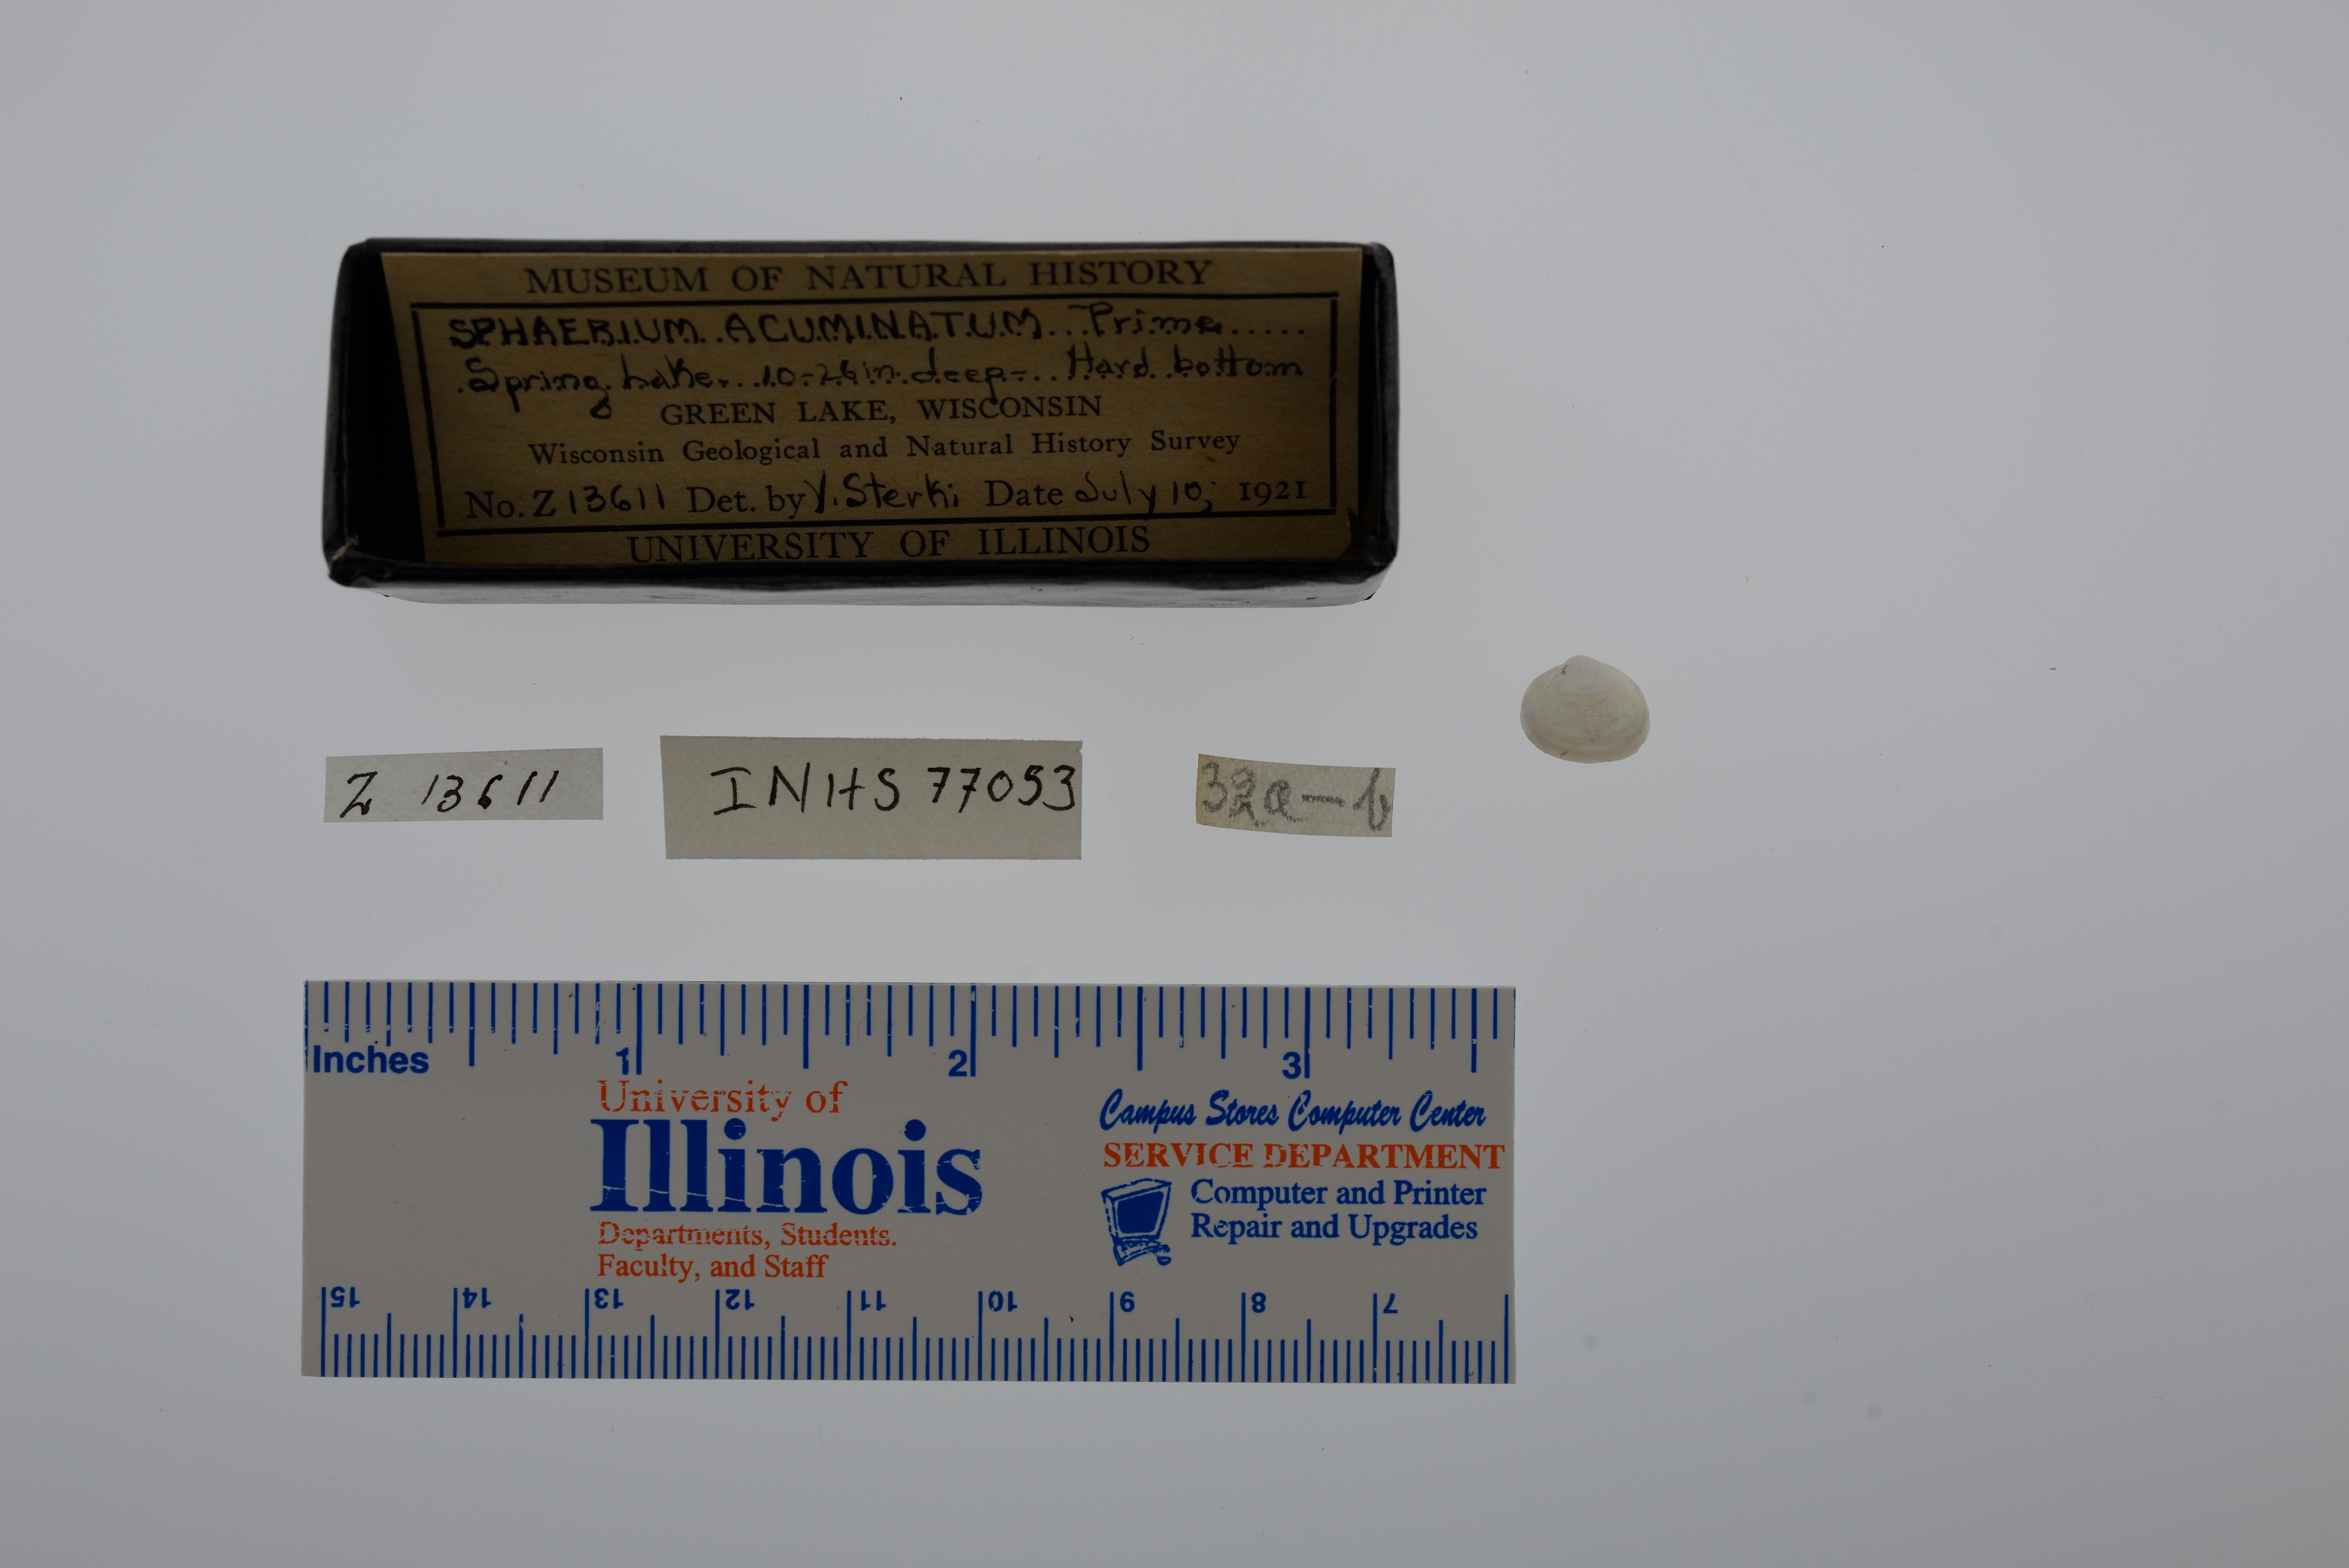 MUSEUM OF NATURAL HISTORY
SPHAERIUM ACUMINATUM...Prime.....
Spring Lake...10-26 in. deep-...Hard bottom
GREEN LAKE, WISCONSIN
Wisconsin Geological and Natural History Survey
No. Z 13611 Det. by V. Sterki Date July 10, 1921
UNIVERSITY OF ILLINOIS
Z 13611
INHS 77053
32a-b
Inches 1 2 3
University of
Illinois
Departments, Students.
Faculty, and Staff
Campus Stores Computer Center
SERVICE DEPARTMENT
Computer and Printer
Repair and Upgrades
15 14 13 12 11 10 9 8 7